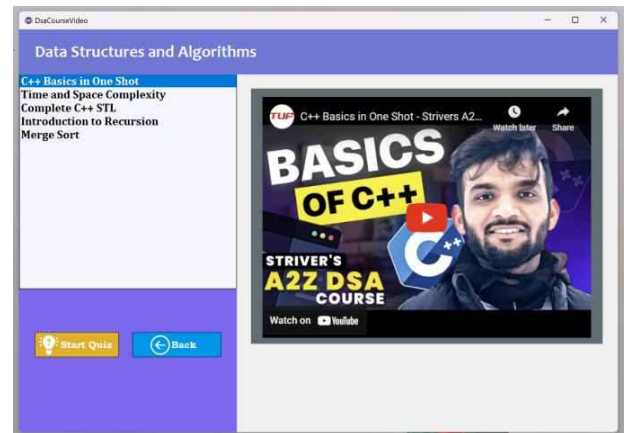 DsaCourseVideo
Data Structures and Algorithms
C++ Basics in One Shot
Time and Space Complexity
Complete C++ STL
Introduction to Recursion
Merge Sort
TUF
C++ Basics in One Shot - Strivers A2...
Watch later
Share
BASICS
OF C++
C++
STRIVER'S
A2Z DSA
COURSE
Watch on YouTube
Start Quiz
Back